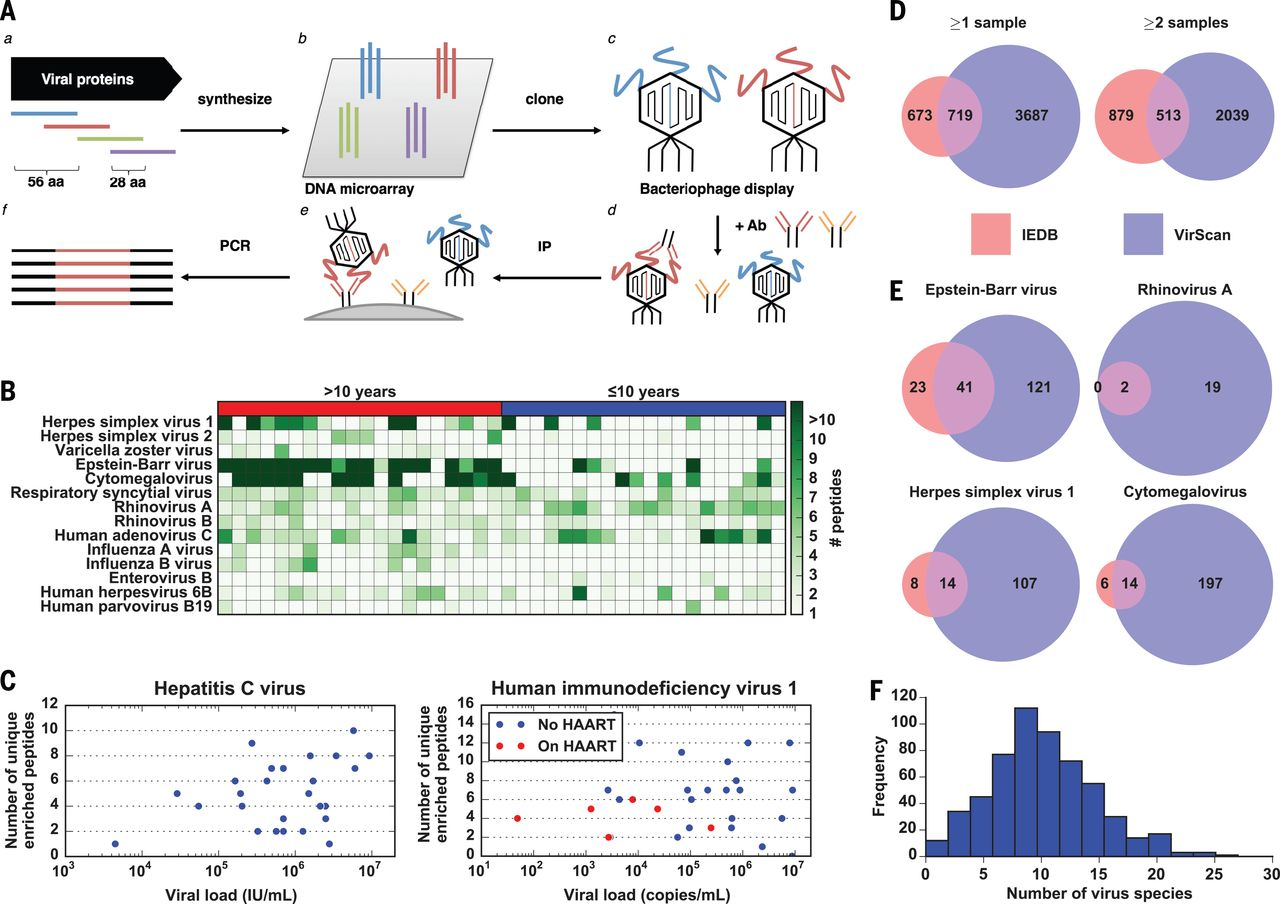 A
a
Viral proteins
56 aa
28 aa
synthesize
b
DNA microarray
clone
c
Bacteriophage display
+ Ab
d
IP
e
PCR
f
B
>10 years
≤10 years
Herpes simplex virus 1
Herpes simplex virus 2
Varicella zoster virus
Epstein-Barr virus
Cytomegalovirus
Respiratory syncytial virus
Rhinovirus A
Rhinovirus B
Human adenovirus C
Influenza A virus
Influenza B virus
Enterovirus B
Human herpesvirus 6B
Human parvovirus B19
>10
10
9
8
7
6
5
4
3
2
1
# peptides
C
Hepatitis C virus
Number of unique
enriched peptides
12
10
8
6
4
2
0
10³ 10⁴ 10⁵ 10⁶ 10⁷
Viral load (IU/mL)
Human immunodeficiency virus 1
Number of unique
enriched peptides
16
14
12
10
8
6
4
2
0
No HAART
On HAART
10¹ 10² 10³ 10⁴ 10⁵ 10⁶ 10⁷
Viral load (copies/mL)
D
≥1 sample
673 719 3687
≥2 samples
879 513 2039
IEDB
VirScan
E
Epstein-Barr virus
23 41 121
Rhinovirus A
0 2 19
Herpes simplex virus 1
8 14 107
Cytomegalovirus
6 14 197
F
Frequency
120
100
80
60
40
20
0
0 5 10 15 20 25 30
Number of virus species